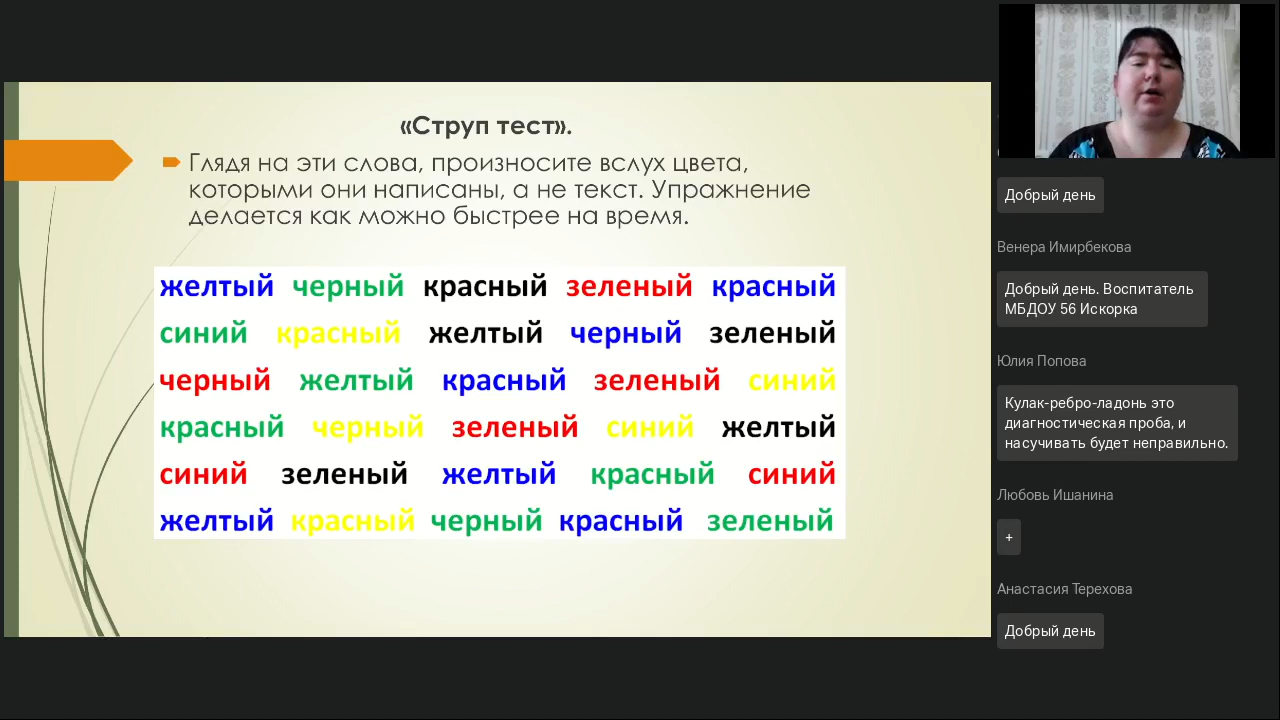 «Струп тест».
Глядя на эти слова, произносите вслух цвета,
которыми они написаны, а не текст. Упражнение
делается как можно быстрее на время.
желтый черный красный зеленый красный
синий красный желтый черный зеленый
черный желтый красный зеленый синий
красный черный зеленый синий желтый
синий зеленый желтый красный синий
желтый красный черный красный зеленый
Добрый день
Венера Имирбекова
Добрый день. Воспитатель
МБДОУ 56 Искорка
Юлия Попова
Кулак-ребро-ладонь это
диагностическая проба, и
насучивать будет неправильно.
Любовь Ишанина
+
Анастасия Терехова
Добрый день